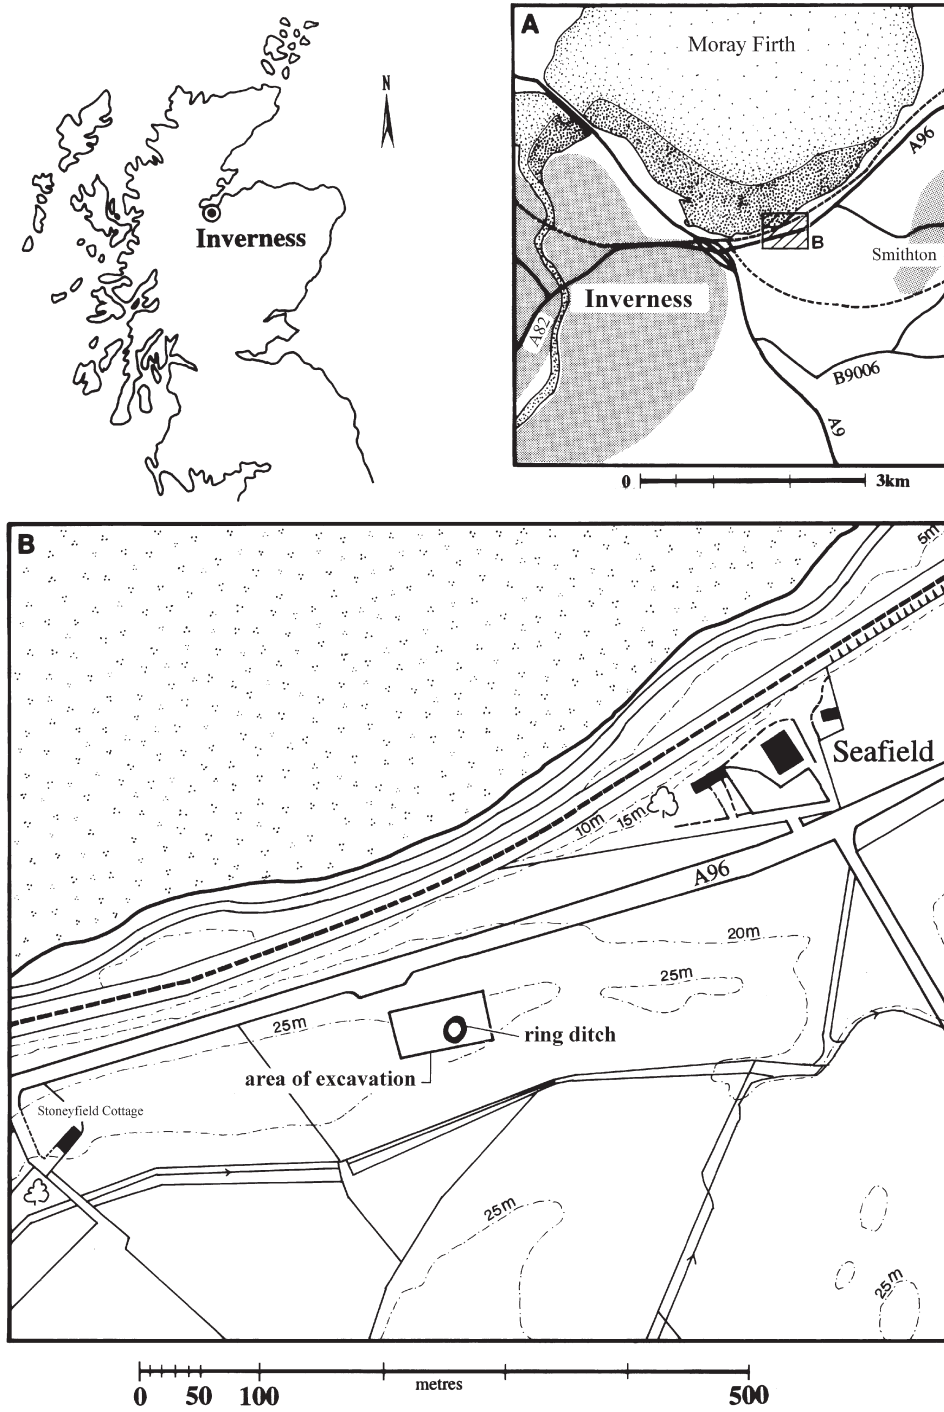 N
Inverness
A
Moray Firth
A96
B
Smithton
Inverness
A82
B9006
A9
0 3km
B
5m
Seafield
10m
15m
A96
20m
25m
25m
ring ditch
area of excavation
Stoneyfield Cottage
25m
25m
0 50 100 metres 500